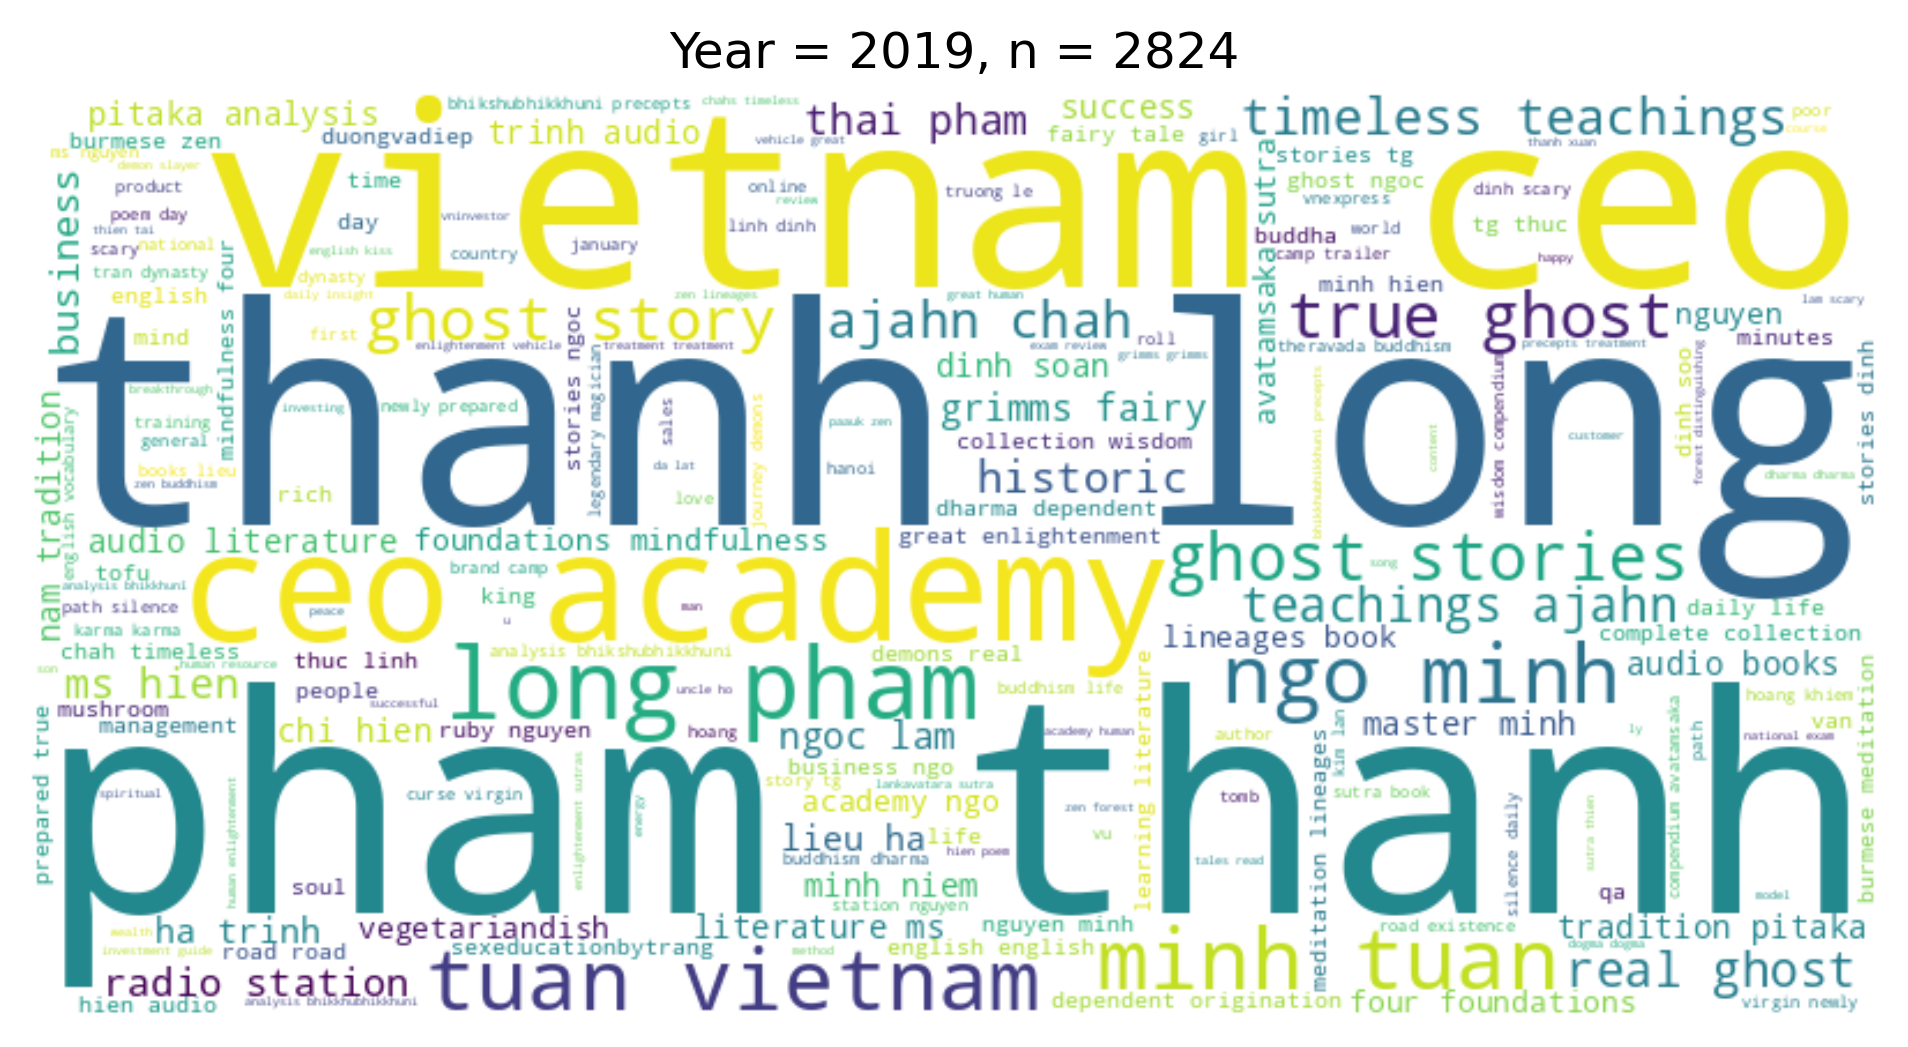 Year = 2019, n = 2824
pitaka analysis
bhikshubhikkhuni precepts
chahs timeless
thai pham
success
timeless teachings
poor
course
burmese zen
duongvadiep
trinh audio
vehicle great
fairy tale
girl
thanh xuan
ms nguyen
demon slayer
vietnam
ceo
stories tg
product
time
online
review
truong le
ghost ngoc
vnexpress
dinh scary
poem day
thien tai
day
vninvestor
linh dinh
tg thuc
scary
national
english kiss
country
january
buddha
world
camp trailer
happy
tran dynasty
dynasty
business
mindfulness four
avatamsakasutra
english
daily insight
zen lineages
great human
minh hien
lam scary
mind
first
ghost story
ajahn chah
true ghost
nguyen
minutes
enlightenment vehicle
treatment treatment
exam review
roll
grimms grimms
theravada buddhism
precepts treatment
thanh long
dinh soan
breakthrough
investing
newly prepared
stories ngoc
legendary magician
sales
journey demons
paauk zen
grimms fairy
training
general
collection wisdom
bhikkhubhikkhuni precepts
content
wisdom compendium
customer
dinh soo
forest distinguishing
stories dinh
books lieu
zen buddhism
da lat
hanoi
historic
dharma dharma
rich
love
dharma dependent
nam tradition
english vocabulary
audio literature
foundations mindfulness
great enlightenment
tofu
analysis bhikkhuni
ceo academy
brand camp
ghost stories
song
path silence
peace
king
u
man
teachings ajahn
daily life
karma karma
lineages book
complete collection
chah timeless
human resource
son
thuc linh
analysis bhikshubhikkhuni
demons real
ngo minh
audio books
ms hien
people
successful
long pham
uncle ho
buddhism life
hoang khiem
mushroom
management
chi hien
ruby nguyen
hoang
ngoc lam
academy human
master minh
author
ly
van
national exam
prepared true
pham thanh
business ngo
story tg
lankavatara sutra
learning literature
meditation lineages
kim lan
compendium avatamsaka
path
burmese meditation
spiritual
curse virgin
energy
academy ngo
zen forest
tomb
sutra book
human enlightenment
enlightenment sutras
lieu ha
life
vu
silence daily
sutra thien
buddhism dharma
hien poem
tales read
soul
minh niem
qa
model
station nguyen
wealth
ha trinh
vegetariandish
literature ms
nguyen minh
road existence
tradition pitaka
investment guide
road road
sexeducationbytrang
method
english english
dogma dogma
radio station
tuan vietnam
minh tuan
real ghost
hien audio
analysis bhikkhubhikkhuni
dependent origination
four foundations
virgin newly